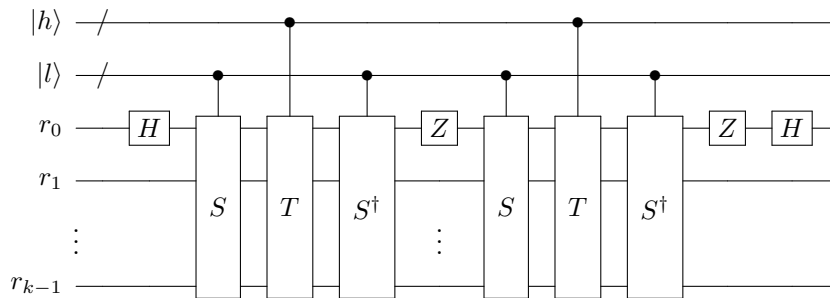 |h⟩
|l⟩
r₀ H Z Z H
r₁
S T S† S T S†
⋮ ⋮
rₖ₋₁